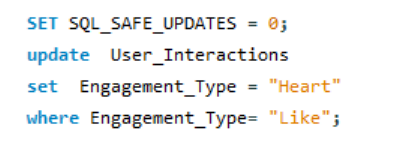 SET SQL_SAFE_UPDATES = 0;
update  User_Interactions
set  Engagement_Type = "Heart"
where Engagement_Type= "Like";